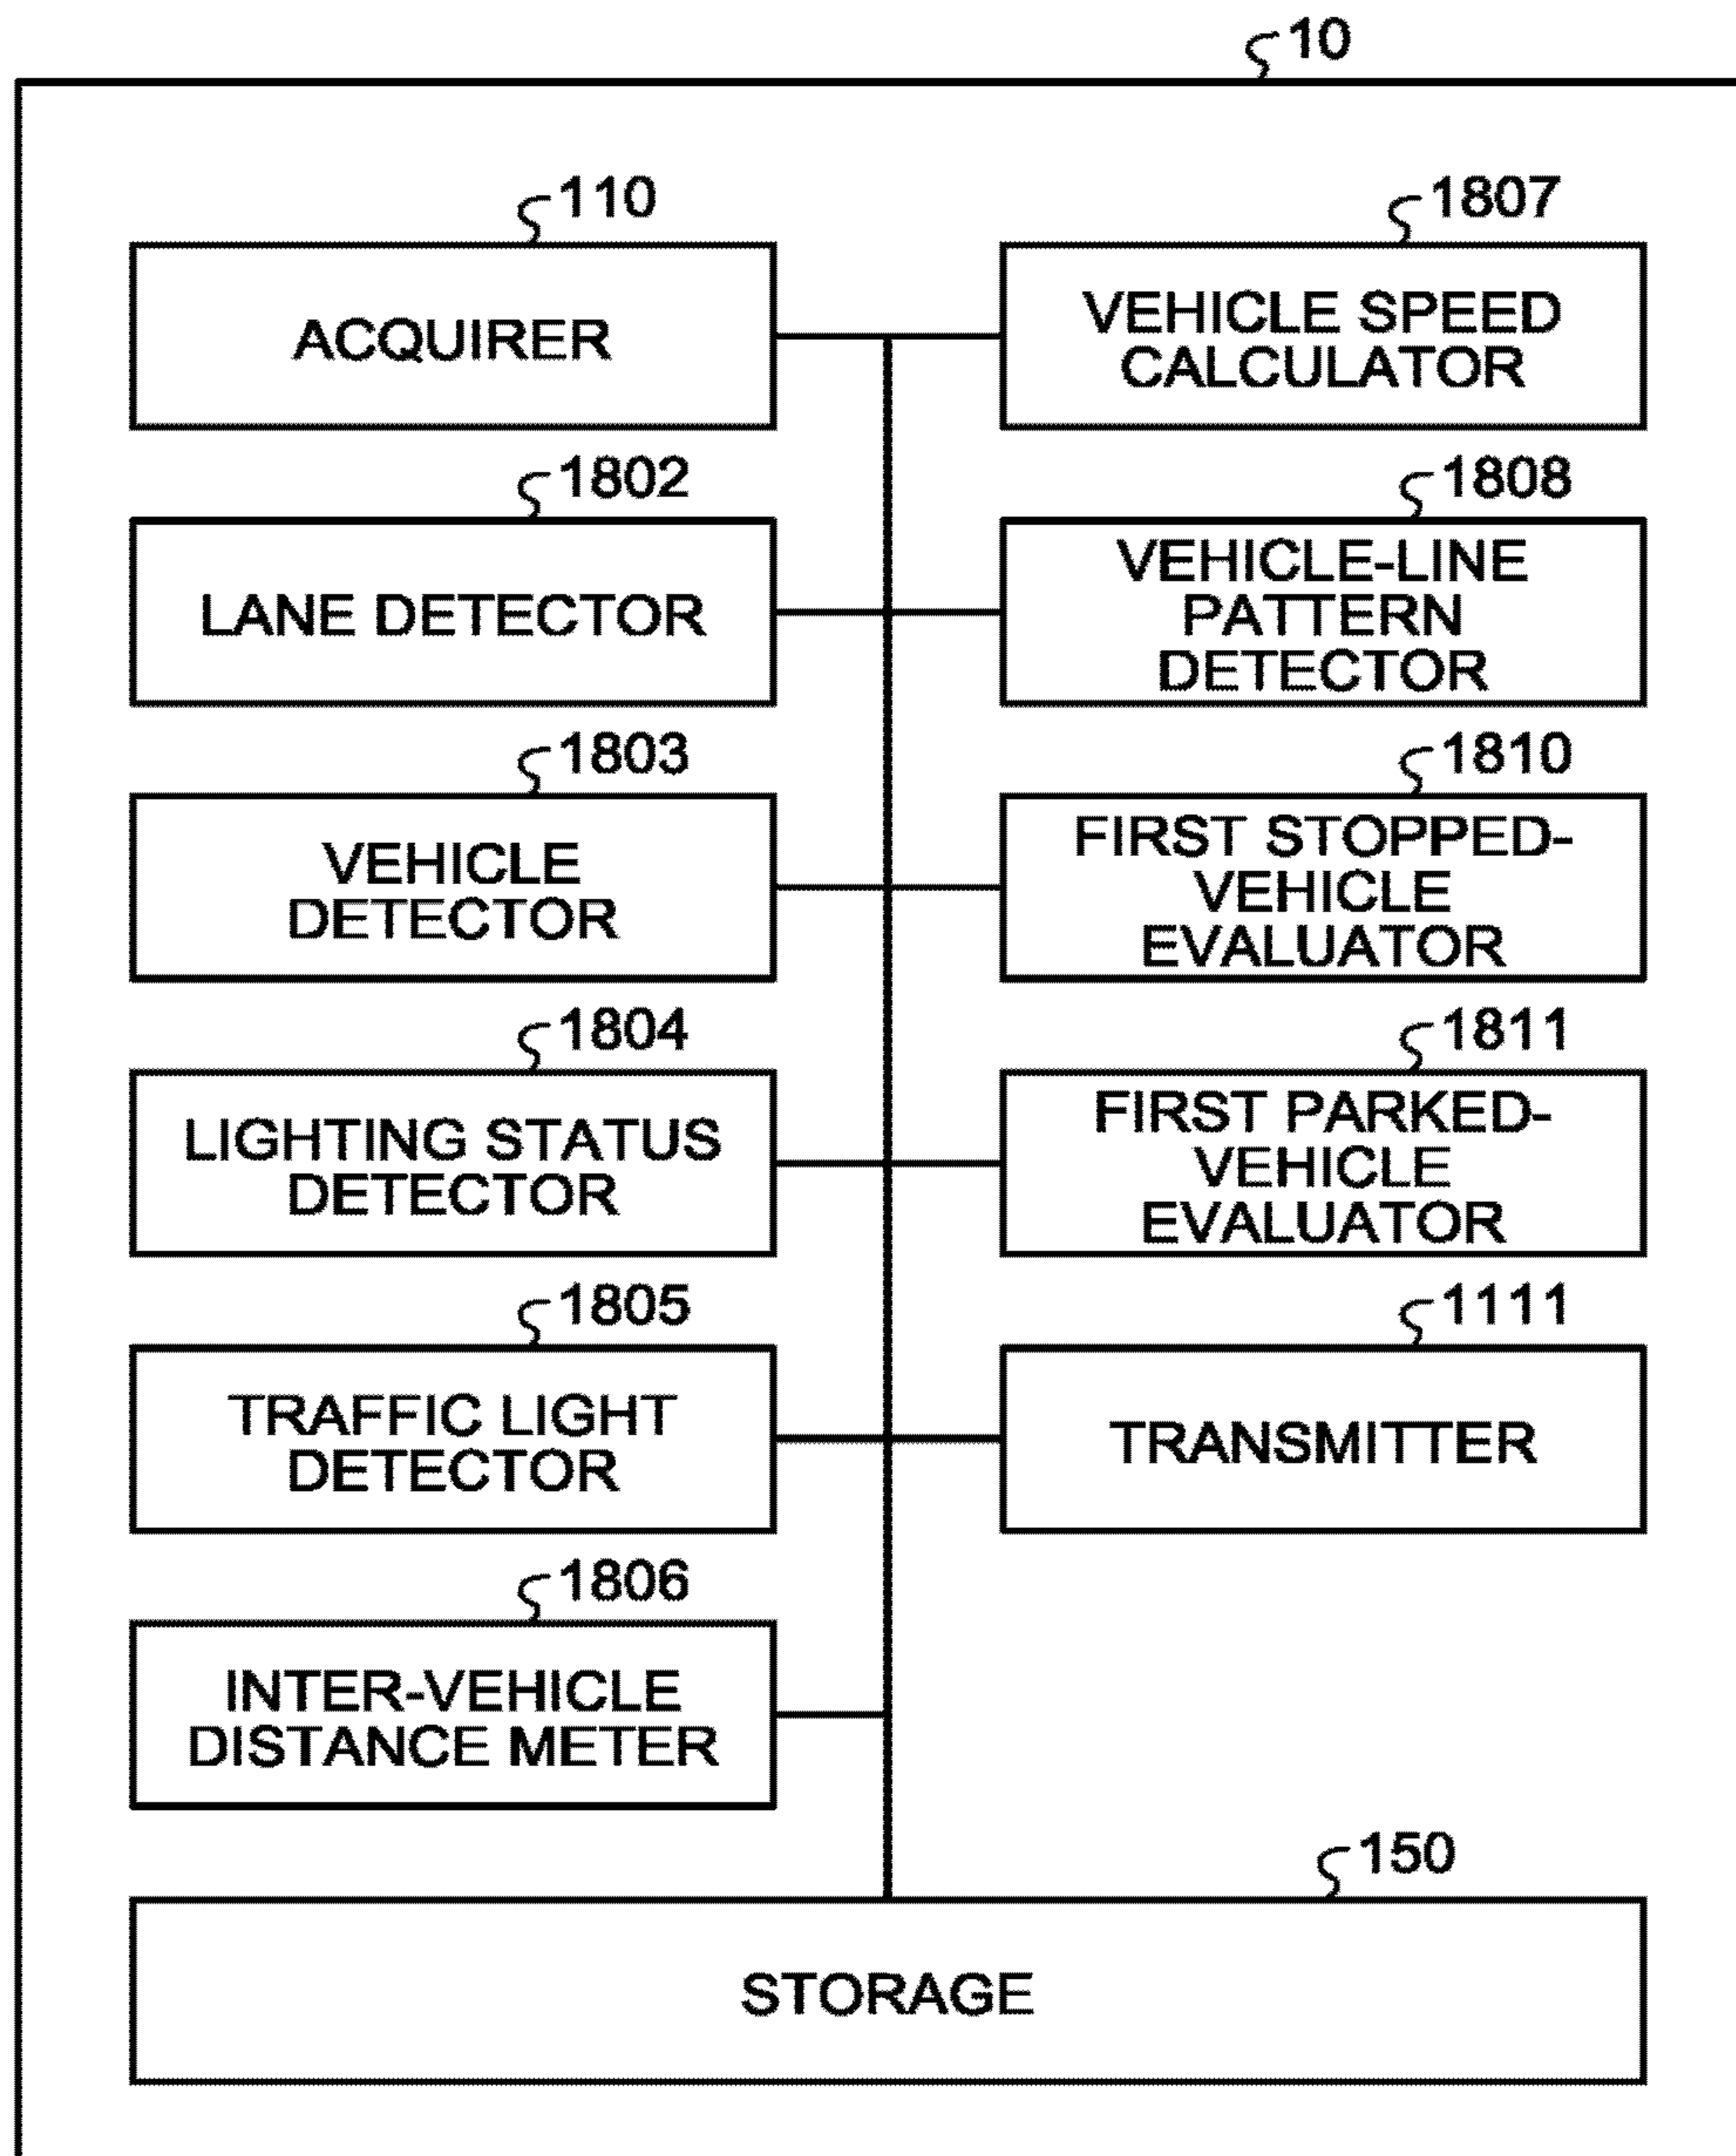 10
110
ACQUIRER
1807
VEHICLE SPEED
CALCULATOR
1802
LANE DETECTOR
1808
VEHICLE-LINE
PATTERN
DETECTOR
1803
VEHICLE
DETECTOR
1810
FIRST STOPPED-
VEHICLE
EVALUATOR
1804
LIGHTING STATUS
DETECTOR
1811
FIRST PARKED-
VEHICLE
EVALUATOR
1805
TRAFFIC LIGHT
DETECTOR
1111
TRANSMITTER
1806
INTER-VEHICLE
DISTANCE METER
150
STORAGE